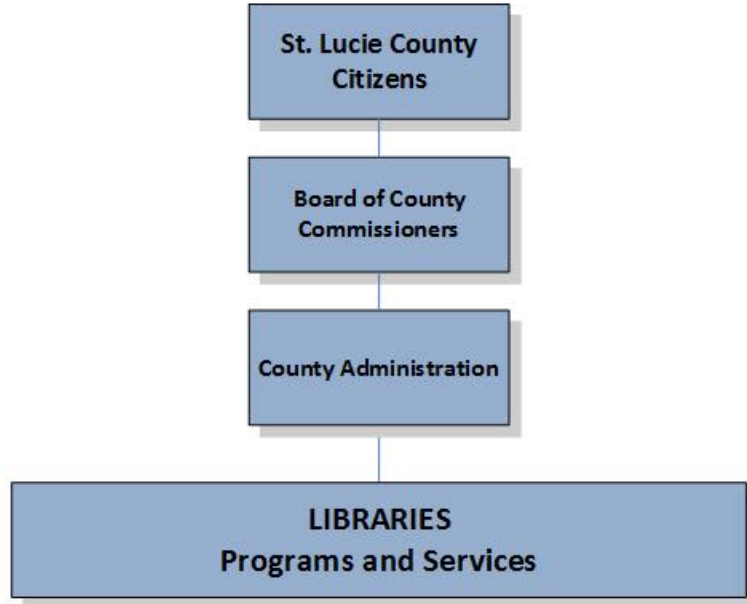 St. Lucie County
Citizens
Board of County
Commissioners
County Administration
LIBRARIES
Programs and Services